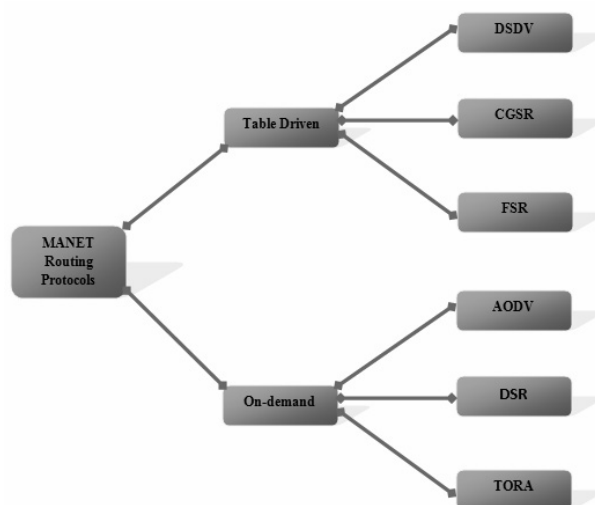 DSDV
Table Driven
CGSR
FSR
MANET
Routing
Protocols
AODV
On-demand
DSR
TORA